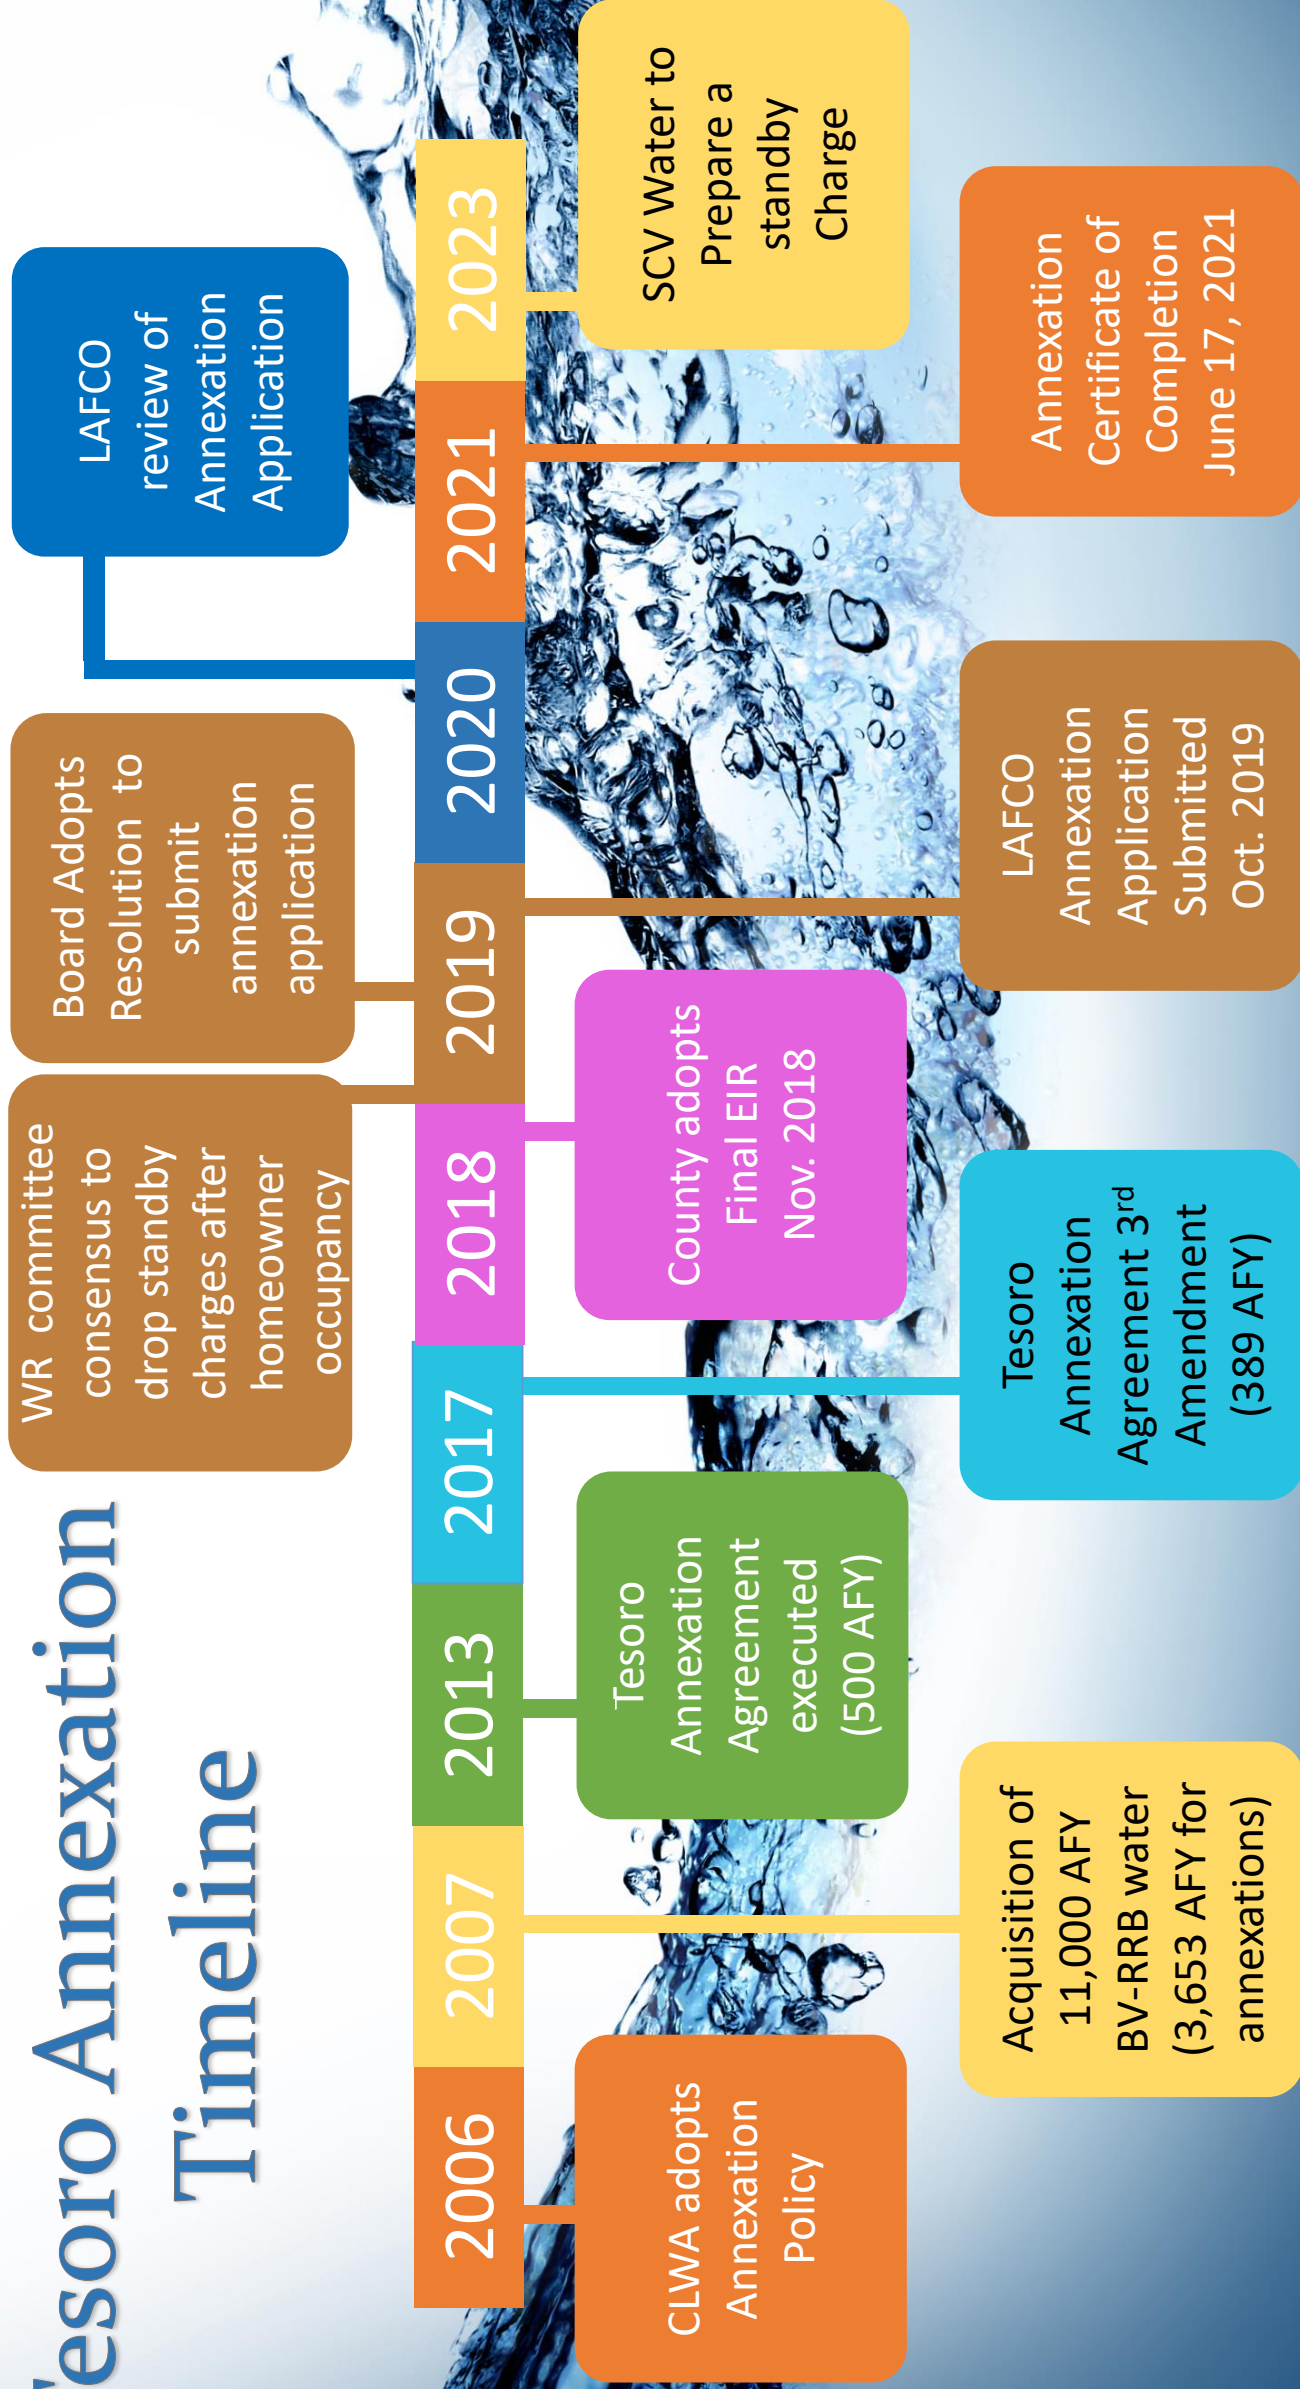 Tesoro Annexation
Timeline
WR committee
consensus to
drop standby
charges after
homeowner
occupancy
Board Adopts
Resolution to
submit
annexation
application
LAFCO
review of
Annexation
Application
2006
2007
2013
2017
2018
2019
2020
2021
2023
CLWA adopts
Annexation
Policy
Tesoro
Annexation
Agreement
executed
(500 AFY)
County adopts
Final EIR
Nov. 2018
SCV Water to
Prepare a
standby
Charge
Acquisition of
11,000 AFY
BV-RRB water
(3,653 AFY for
annexations)
Tesoro
Annexation
Agreement 3rd
Amendment
(389 AFY)
LAFCO
Annexation
Application
Submitted
Oct. 2019
Annexation
Certificate of
Completion
June 17, 2021